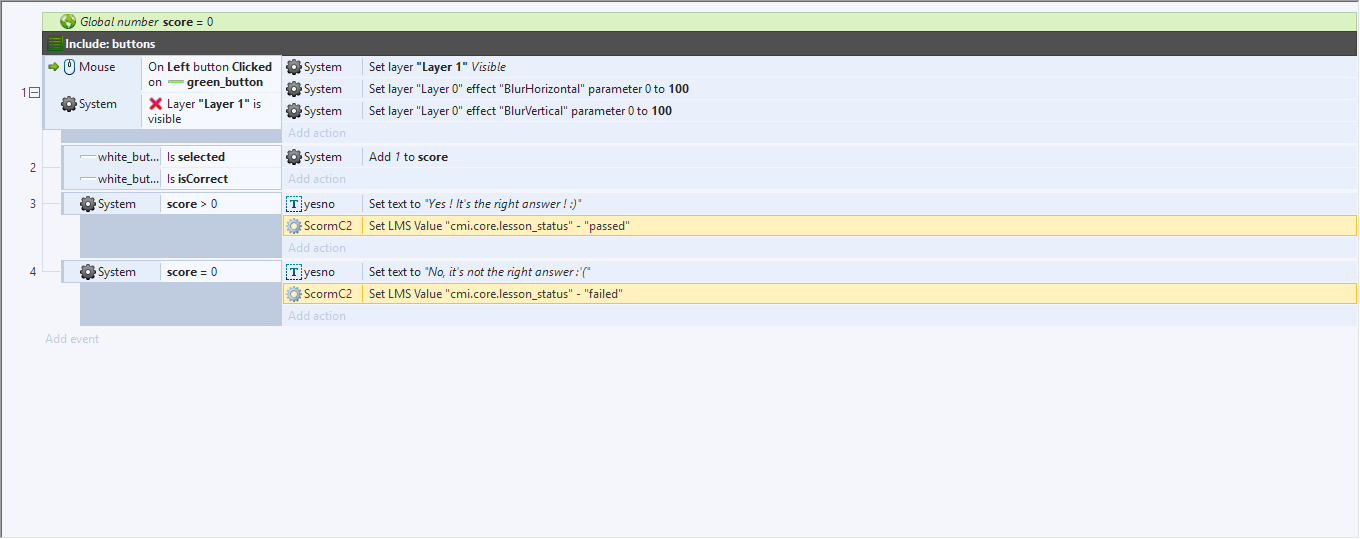 Global number score = 0
Include: buttons
1
Mouse On Left button Clicked System Set layer "Layer 1" Visible
on green_button System Set layer "Layer 0" effect "BlurHorizontal" parameter 0 to 100
System Layer "Layer 1" is System Set layer "Layer 0" effect "BlurVertical" parameter 0 to 100
visible Add action
white_but... Is selected System Add 1 to score
2
white_but... Is isCorrect Add action
3 System score > 0 T yesno Set text to "Yes ! It's the right answer ! :)"
ScormC2 Set LMS Value "cmi.core.lesson_status" - "passed"
Add action
4 System score = 0 T yesno Set text to "No, it's not the right answer :'("
ScormC2 Set LMS Value "cmi.core.lesson_status" - "failed"
Add action
Add event